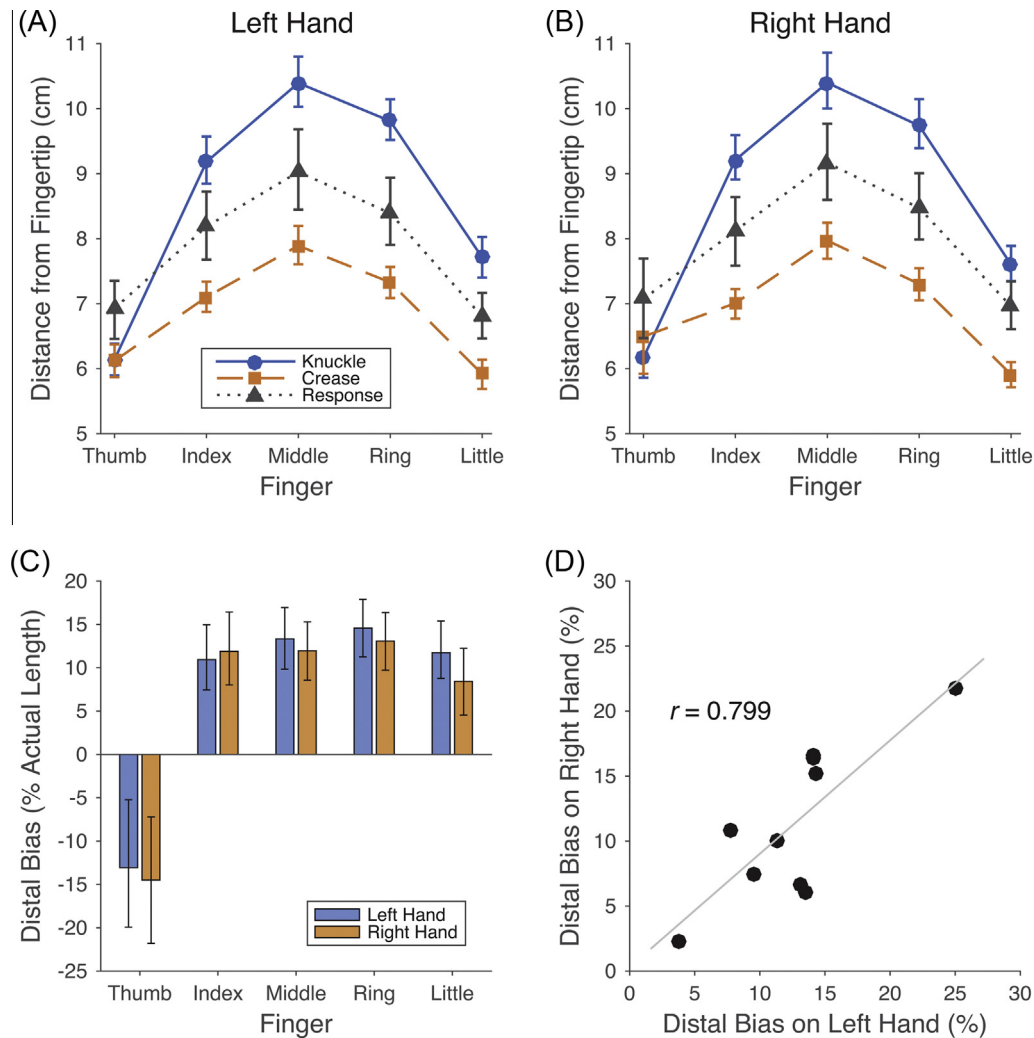 (A)
Left Hand
Distance from Fingertip (cm)
11
10
9
8
7
6
5
Knuckle
Crease
Response
Thumb Index Middle Ring Little
Finger
(B)
Right Hand
Distance from Fingertip (cm)
11
10
9
8
7
6
5
Thumb Index Middle Ring Little
Finger
(C)
Distal Bias (% Actual Length)
20
15
10
5
0
-5
-10
-15
-20
-25
Left Hand
Right Hand
Thumb Index Middle Ring Little
Finger
(D)
Distal Bias on Right Hand (%)
30
25
20
15
10
5
0
r = 0.799
0 5 10 15 20 25 30
Distal Bias on Left Hand (%)